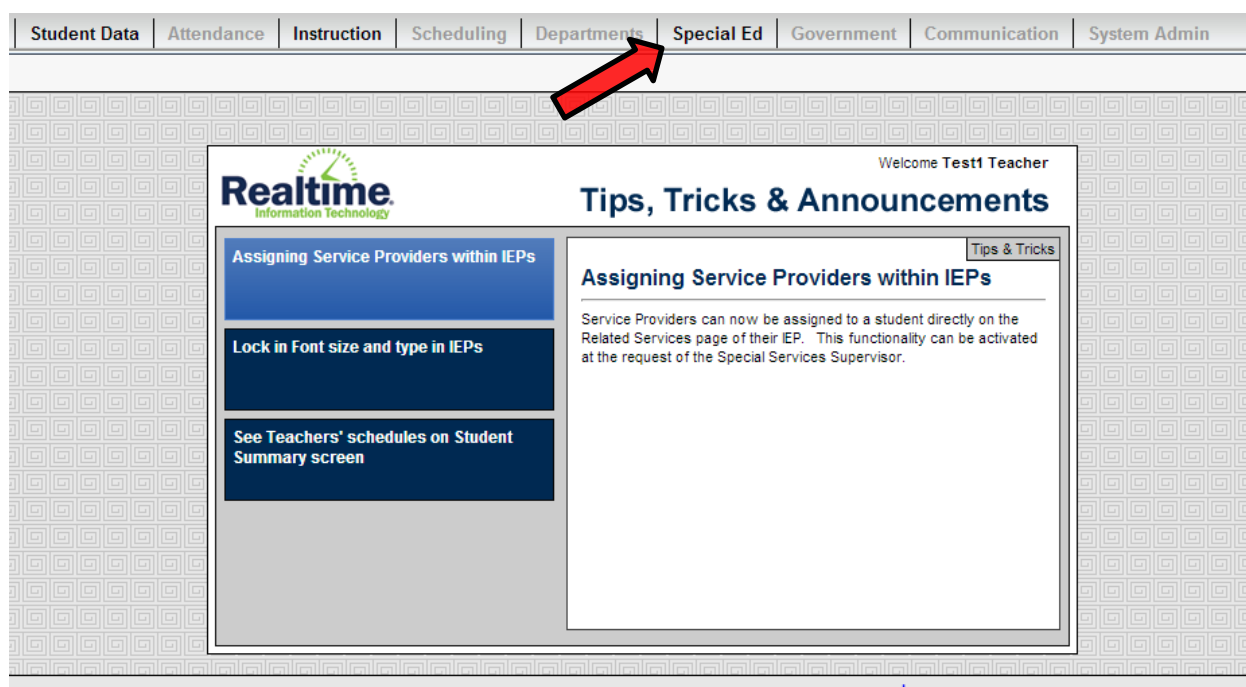 Student Data Attendance Instruction Scheduling Departments Special Ed Government Communication System Admin
Welcome Test1 Teacher
Realtime
Information Technology
Tips, Tricks & Announcements
Assigning Service Providers within IEPs
Lock in Font size and type in IEPs
See Teachers' schedules on Student
Summary screen
Tips & Tricks
Assigning Service Providers within IEPs
Service Providers can now be assigned to a student directly on the
Related Services page of their IEP. This functionality can be activated
at the request of the Special Services Supervisor.